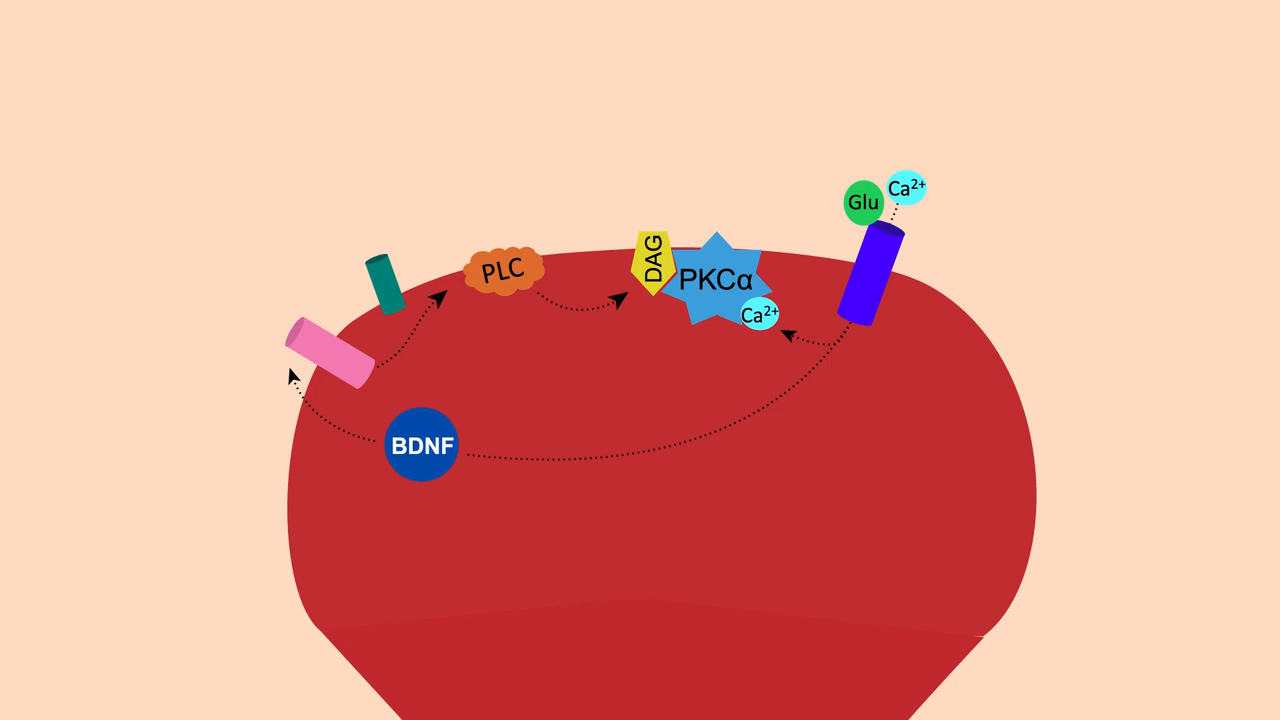 Glu
Ca²⁺
PLC
DAG
PKCα
Ca²⁺
BDNF